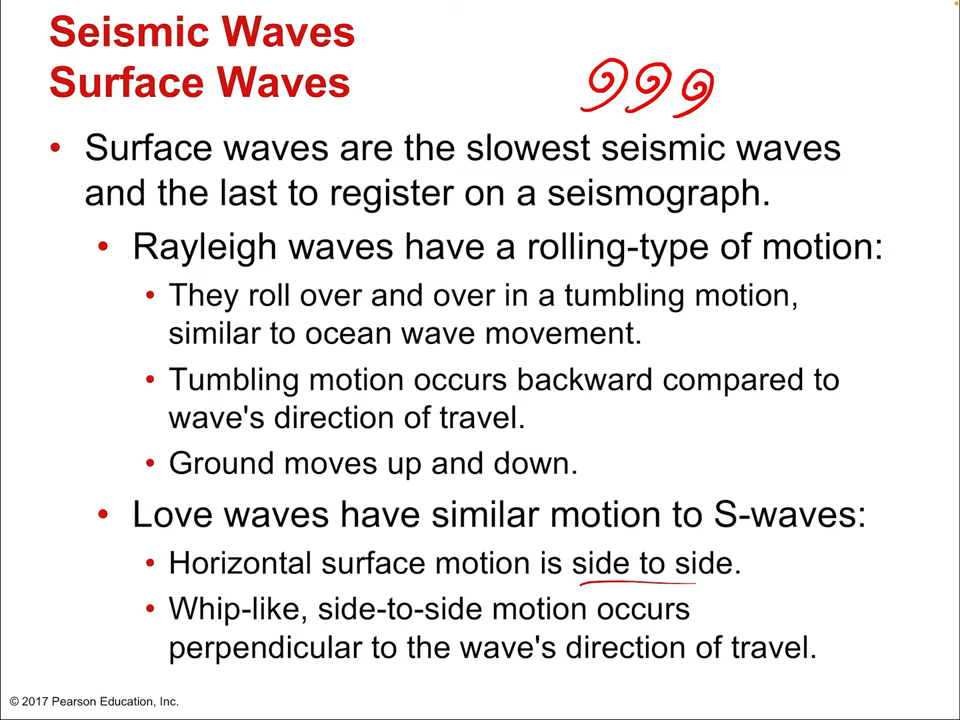 Seismic Waves
Surface Waves
• Surface waves are the slowest seismic waves
and the last to register on a seismograph.
• Rayleigh waves have a rolling-type of motion:
• They roll over and over in a tumbling motion,
similar to ocean wave movement.
• Tumbling motion occurs backward compared to
wave's direction of travel.
• Ground moves up and down.
• Love waves have similar motion to S-waves:
• Horizontal surface motion is side to side.
• Whip-like, side-to-side motion occurs
perpendicular to the wave's direction of travel.
© 2017 Pearson Education, Inc.